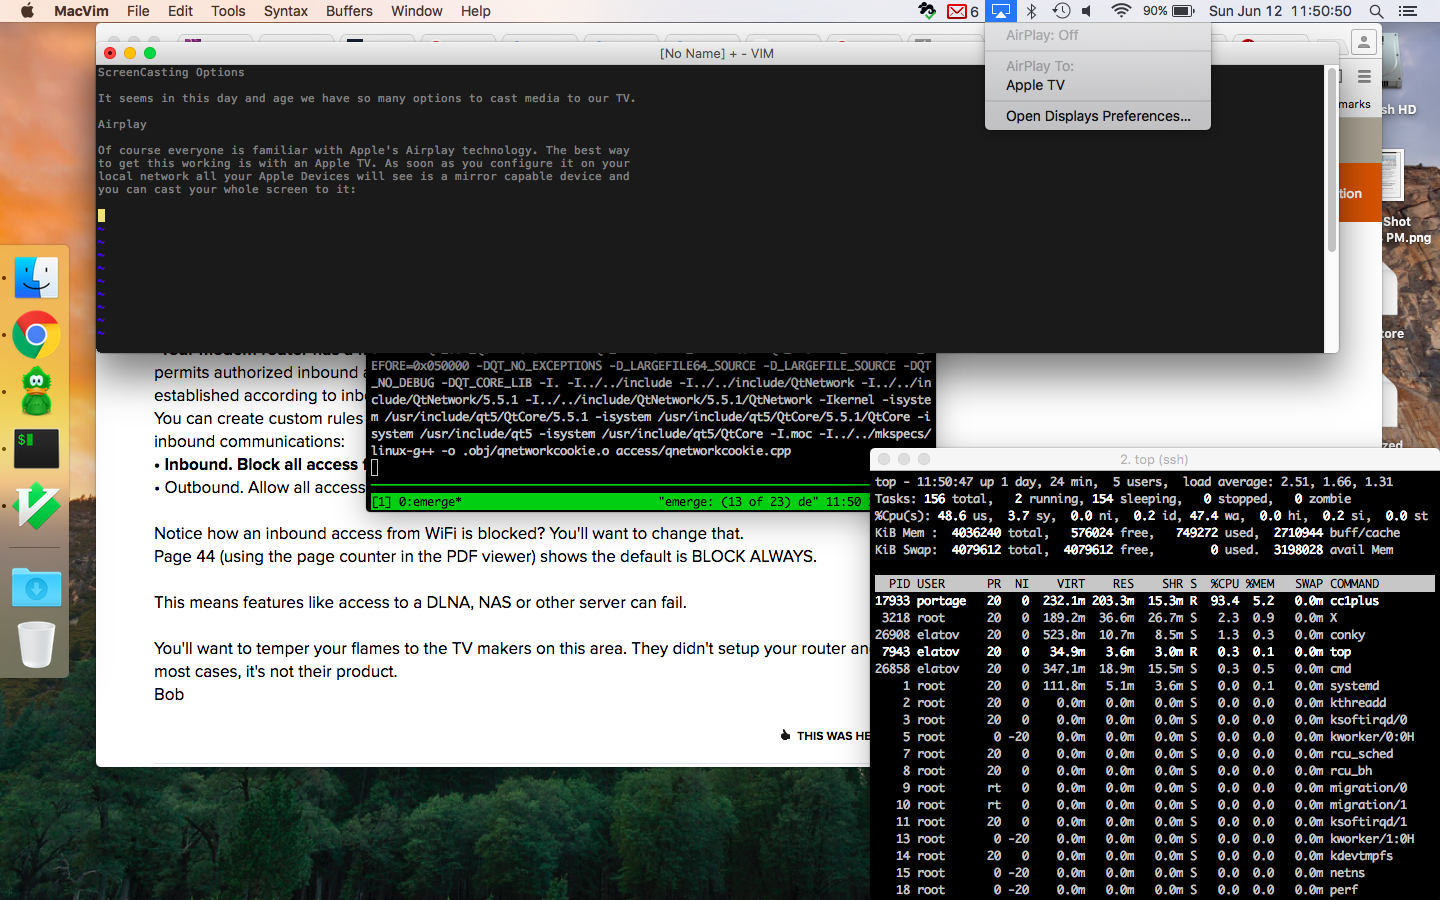 MacVim File Edit Tools Syntax Buffers Window Help 6 90% Sun Jun 12 11:50:50
AirPlay: Off
AirPlay To:
Apple TV
Open Displays Preferences...
[No Name] + - VIM
ScreenCasting Options
It seems in this day and age we have so many options to cast media to our TV.
Airplay
Of course everyone is familiar with Apple's Airplay technology. The best way
to get this working is with an Apple TV. As soon as you configure it on your
local network all your Apple Devices will see is a mirror capable device and
you can cast your whole screen to it:
~
~
~
~
~
~
~
~
~
marks
sh HD
tion
Shot
PM.png
ore
zed
permits authorized inbound
established according to
You can create custom rules
inbound communications:
• Inbound. Block all access
• Outbound. Allow all access
EFORE=0x050000 -DQT_NO_EXCEPTIONS -D_LARGEFILE64_SOURCE -D_LARGEFILE_SOURCE -DQT
_NO_DEBUG -DQT_CORE_LIB -I. -I../../include -I../../include/QtNetwork -I../../in
clude/QtNetwork/5.5.1 -I../../include/QtNetwork/5.5.1/QtNetwork -Ikernel -isyste
m /usr/include/qt5/QtCore/5.5.1 -isystem /usr/include/qt5/QtCore/5.5.1/QtCore -i
system /usr/include/qt5 -isystem /usr/include/qt5/QtCore -I.moc -I../../mkspecs/
linux-g++ -o .obj/qnetworkcookie.o access/qnetworkcookie.cpp
[1] 0:emerge* "emerge: (13 of 23) de" 11:50
Notice how an inbound access from WiFi is blocked? You'll want to change that.
Page 44 (using the page counter in the PDF viewer) shows the default is BLOCK ALWAYS.
This means features like access to a DLNA, NAS or other server can fail.
You'll want to temper your flames to the TV makers on this area. They didn't setup your router an
most cases, it's not their product.
Bob
THIS WAS HE
2. top (ssh)
top - 11:50:47 up 1 day, 24 min, 5 users, load average: 2.51, 1.66, 1.31
Tasks: 156 total, 2 running, 154 sleeping, 0 stopped, 0 zombie
%Cpu(s): 48.6 us, 3.7 sy, 0.0 ni, 0.2 id, 47.4 wa, 0.0 hi, 0.2 si, 0.0 st
KiB Mem : 4036240 total, 576024 free, 749272 used, 2710944 buff/cache
KiB Swap: 4079612 total, 4079612 free, 0 used. 3198028 avail Mem
PID USER PR NI VIRT RES SHR S %CPU %MEM SWAP COMMAND
17933 portage 20 0 232.1m 203.3m 15.3m R 93.4 5.2 0.0m cc1plus
3218 root 20 0 189.2m 36.6m 26.7m S 2.3 0.9 0.0m X
26908 elatov 20 0 523.8m 10.7m 8.5m S 1.3 0.3 0.0m conky
7943 elatov 20 0 34.9m 3.6m 3.0m R 0.3 0.1 0.0m top
26858 elatov 20 0 347.1m 18.9m 15.5m S 0.3 0.5 0.0m cmd
1 root 20 0 111.8m 5.1m 3.6m S 0.0 0.1 0.0m systemd
2 root 20 0 0.0m 0.0m 0.0m S 0.0 0.0 0.0m kthreadd
3 root 20 0 0.0m 0.0m 0.0m S 0.0 0.0 0.0m ksoftirqd/0
5 root 0 -20 0.0m 0.0m 0.0m S 0.0 0.0 0.0m kworker/0:0H
7 root 20 0 0.0m 0.0m 0.0m S 0.0 0.0 0.0m rcu_sched
8 root 20 0 0.0m 0.0m 0.0m S 0.0 0.0 0.0m rcu_bh
9 root rt 0 0.0m 0.0m 0.0m S 0.0 0.0 0.0m migration/0
10 root rt 0 0.0m 0.0m 0.0m S 0.0 0.0 0.0m migration/1
11 root 20 0 0.0m 0.0m 0.0m S 0.0 0.0 0.0m ksoftirqd/1
13 root 0 -20 0.0m 0.0m 0.0m S 0.0 0.0 0.0m kworker/1:0H
14 root 20 0 0.0m 0.0m 0.0m S 0.0 0.0 0.0m kdevtmpfs
15 root 0 -20 0.0m 0.0m 0.0m S 0.0 0.0 0.0m netns
18 root 0 -20 0.0m 0.0m 0.0m S 0.0 0.0 0.0m perf